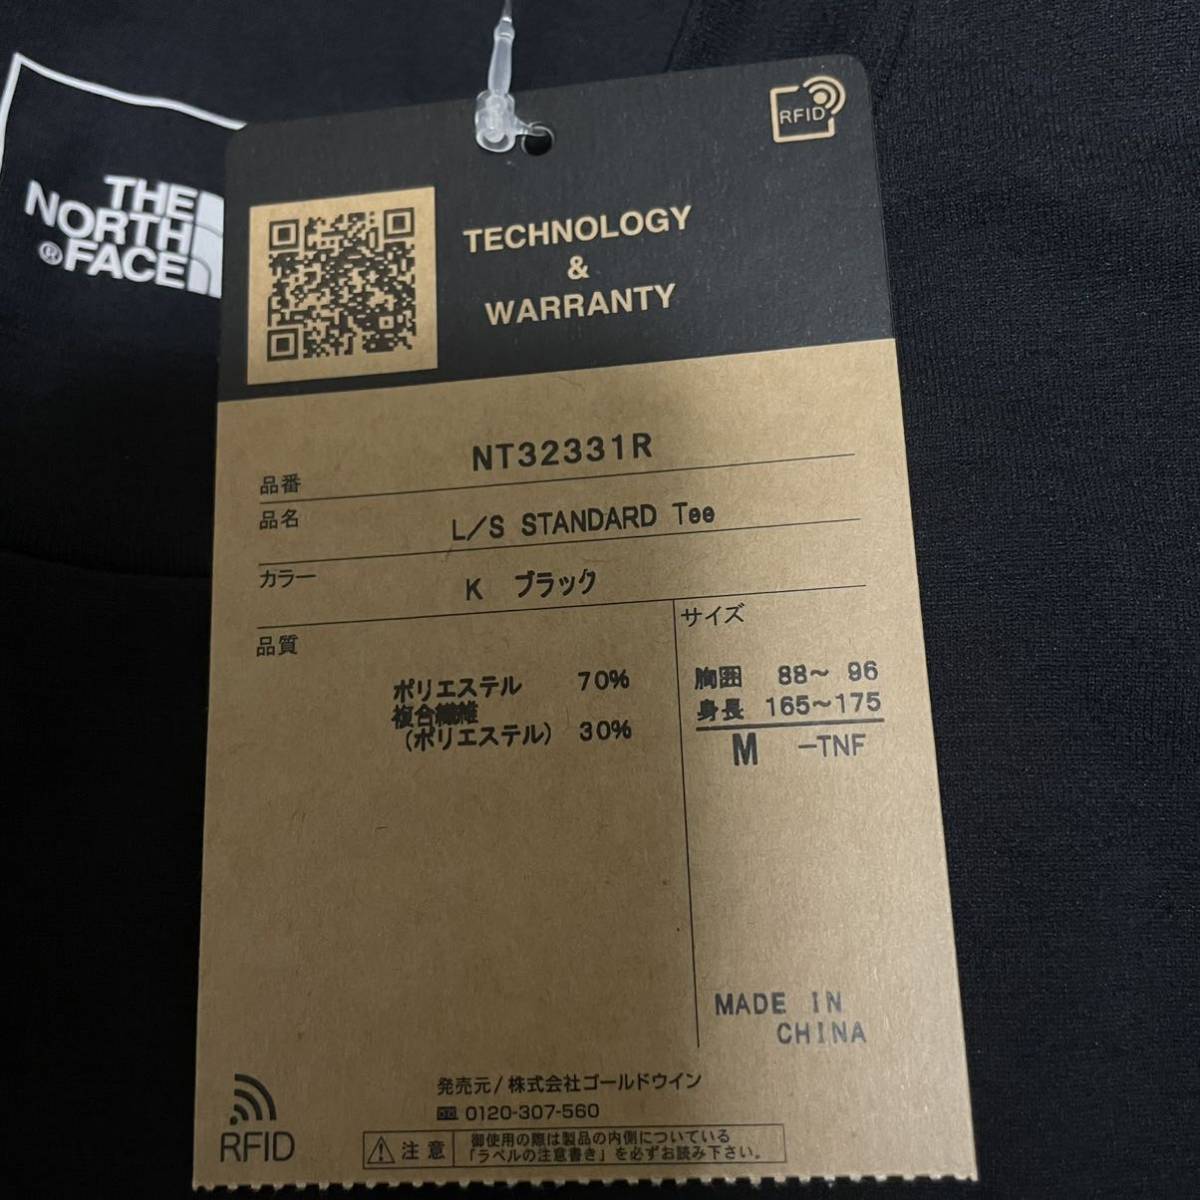 THE
NORTH
®FACE
RFID
TECHNOLOGY
&
WARRANTY
品番 NT32331R
品名 L/S STANDARD Tee
カラー K ブラック
品質
ポリエステル 70%
複合繊維
(ポリエステル) 30%
サイズ
胸囲 88~ 96
身長 165~175
M -TNF
MADE IN
CHINA
発売元/株式会社ゴールドウイン
0120-307-560
RFID
注意
御使用の際は製品の内側についている
「ラベルの注意書き」を必ずお読み下さい。